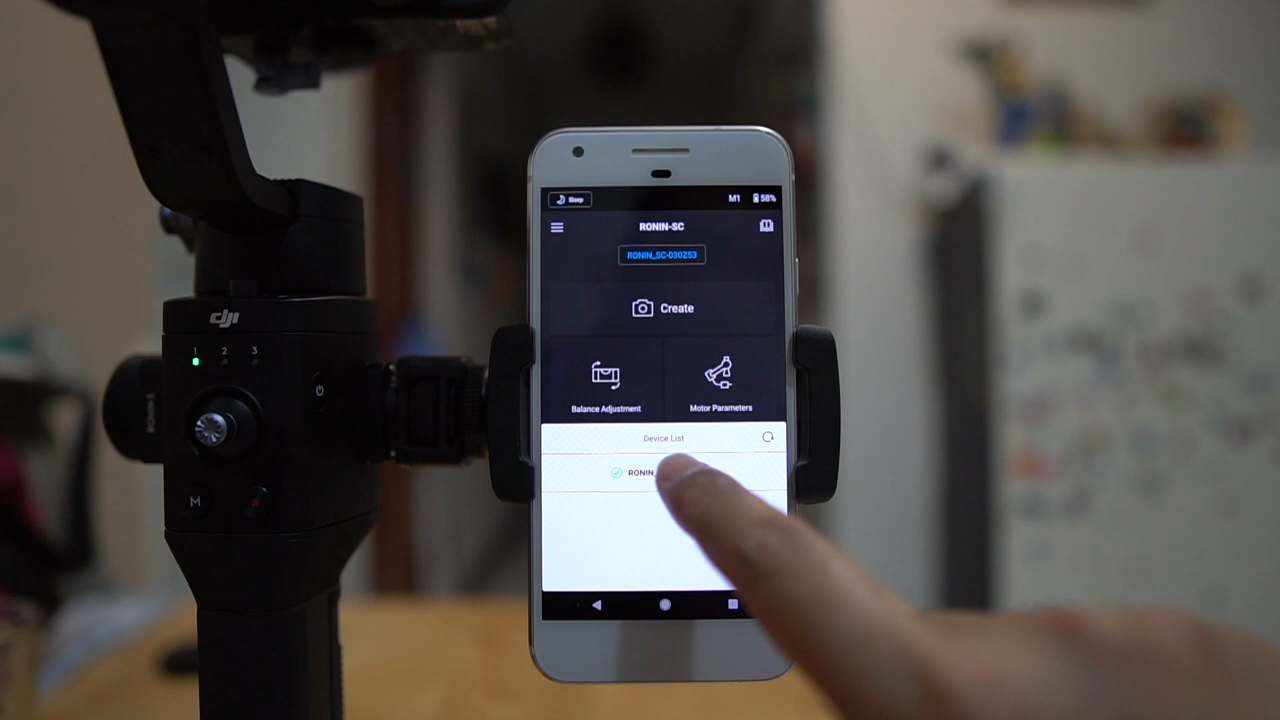 Sleep
M1 58%
RONIN-SC
RONIN_SC-030Z53
Create
Balance Adjustment
Motor Parameters
Device List
RONIN_
dji
1 2 3
M
RONIN-S